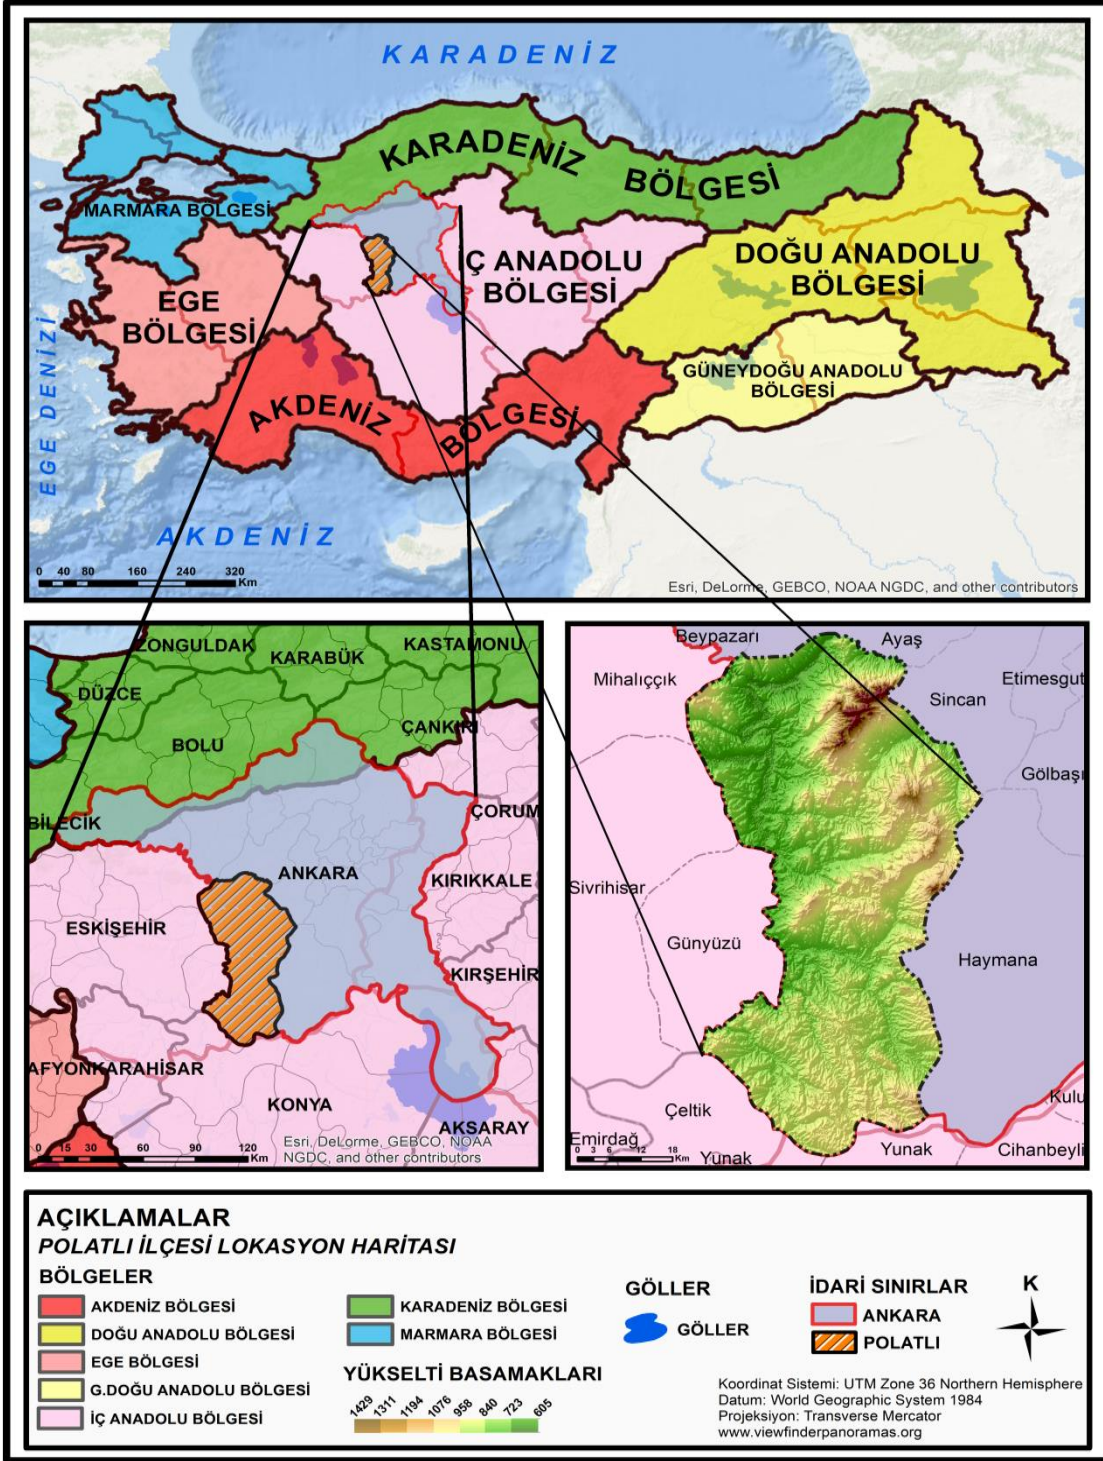 KARADENİZ
KARADENİZ BÖLGESİ
MARMARA BÖLGESİ
EGE
BÖLGESİ
İÇ ANADOLU
BÖLGESİ
DOĞU ANADOLU
BÖLGESİ
GÜNEYDOĞU ANADOLU
BÖLGESİ
AKDENİZ BÖLGESİ
EGE DENİZİ
AKDENİZ
0 40 80 160 240 320
Km
Esri, DeLorme, GEBCO, NOAA NGDC, and other contributors
ZONGULDAK
KASTAMONU
KARABÜK
DÜZCE
ÇANKIRI
BOLU
ÇORUM
BİLECİK
ANKARA
KIRIKKALE
ESKİŞEHİR
KIRŞEHİR
AFYONKARAHİSAR
KONYA
AKSARAY
0 15 30 60 90 120
Km
Esri, DeLorme, GEBCO, NOAA
NGDC, and other contributors
Beypazarı
Ayaş
Mihalıççık
Etimesgut
Sincan
Gölbaşı
Sivrihisar
Günyüzü
Haymana
Çeltik
Kulu
Emirdağ
Yunak
Yunak
Cihanbeyli
0 3 6 12 18
Km
AÇIKLAMALAR
POLATLI İLÇESİ LOKASYON HARİTASI
BÖLGELER
AKDENİZ BÖLGESİ
DOĞU ANADOLU BÖLGESİ
EGE BÖLGESİ
G.DOĞU ANADOLU BÖLGESİ
İÇ ANADOLU BÖLGESİ
KARADENİZ BÖLGESİ
MARMARA BÖLGESİ
YÜKSELTİ BASAMAKLARI
1429 1311 1194 1076 958 840 723 605
GÖLLER
GÖLLER
İDARİ SINIRLAR
ANKARA
POLATLI
K
Koordinat Sistemi: UTM Zone 36 Northern Hemisphere
Datum: World Geographic System 1984
Projeksiyon: Transverse Mercator
www.viewfinderpanoramas.org